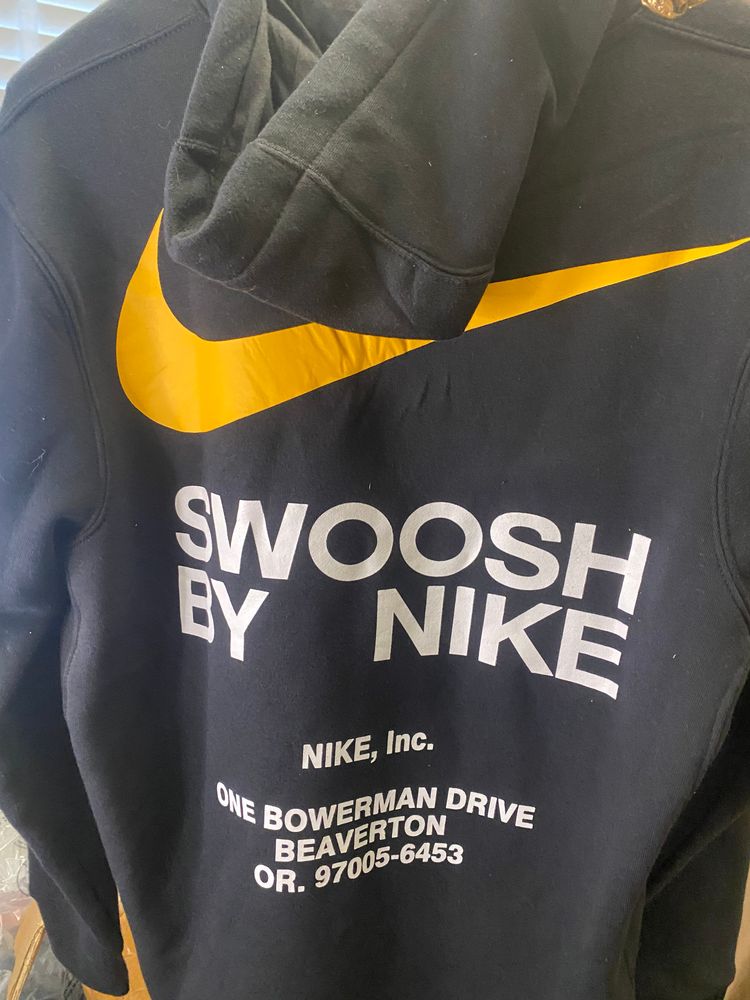 SWOOSH
BY NIKE
NIKE, Inc.
ONE BOWERMAN DRIVE
BEAVERTON
OR. 97005-6453